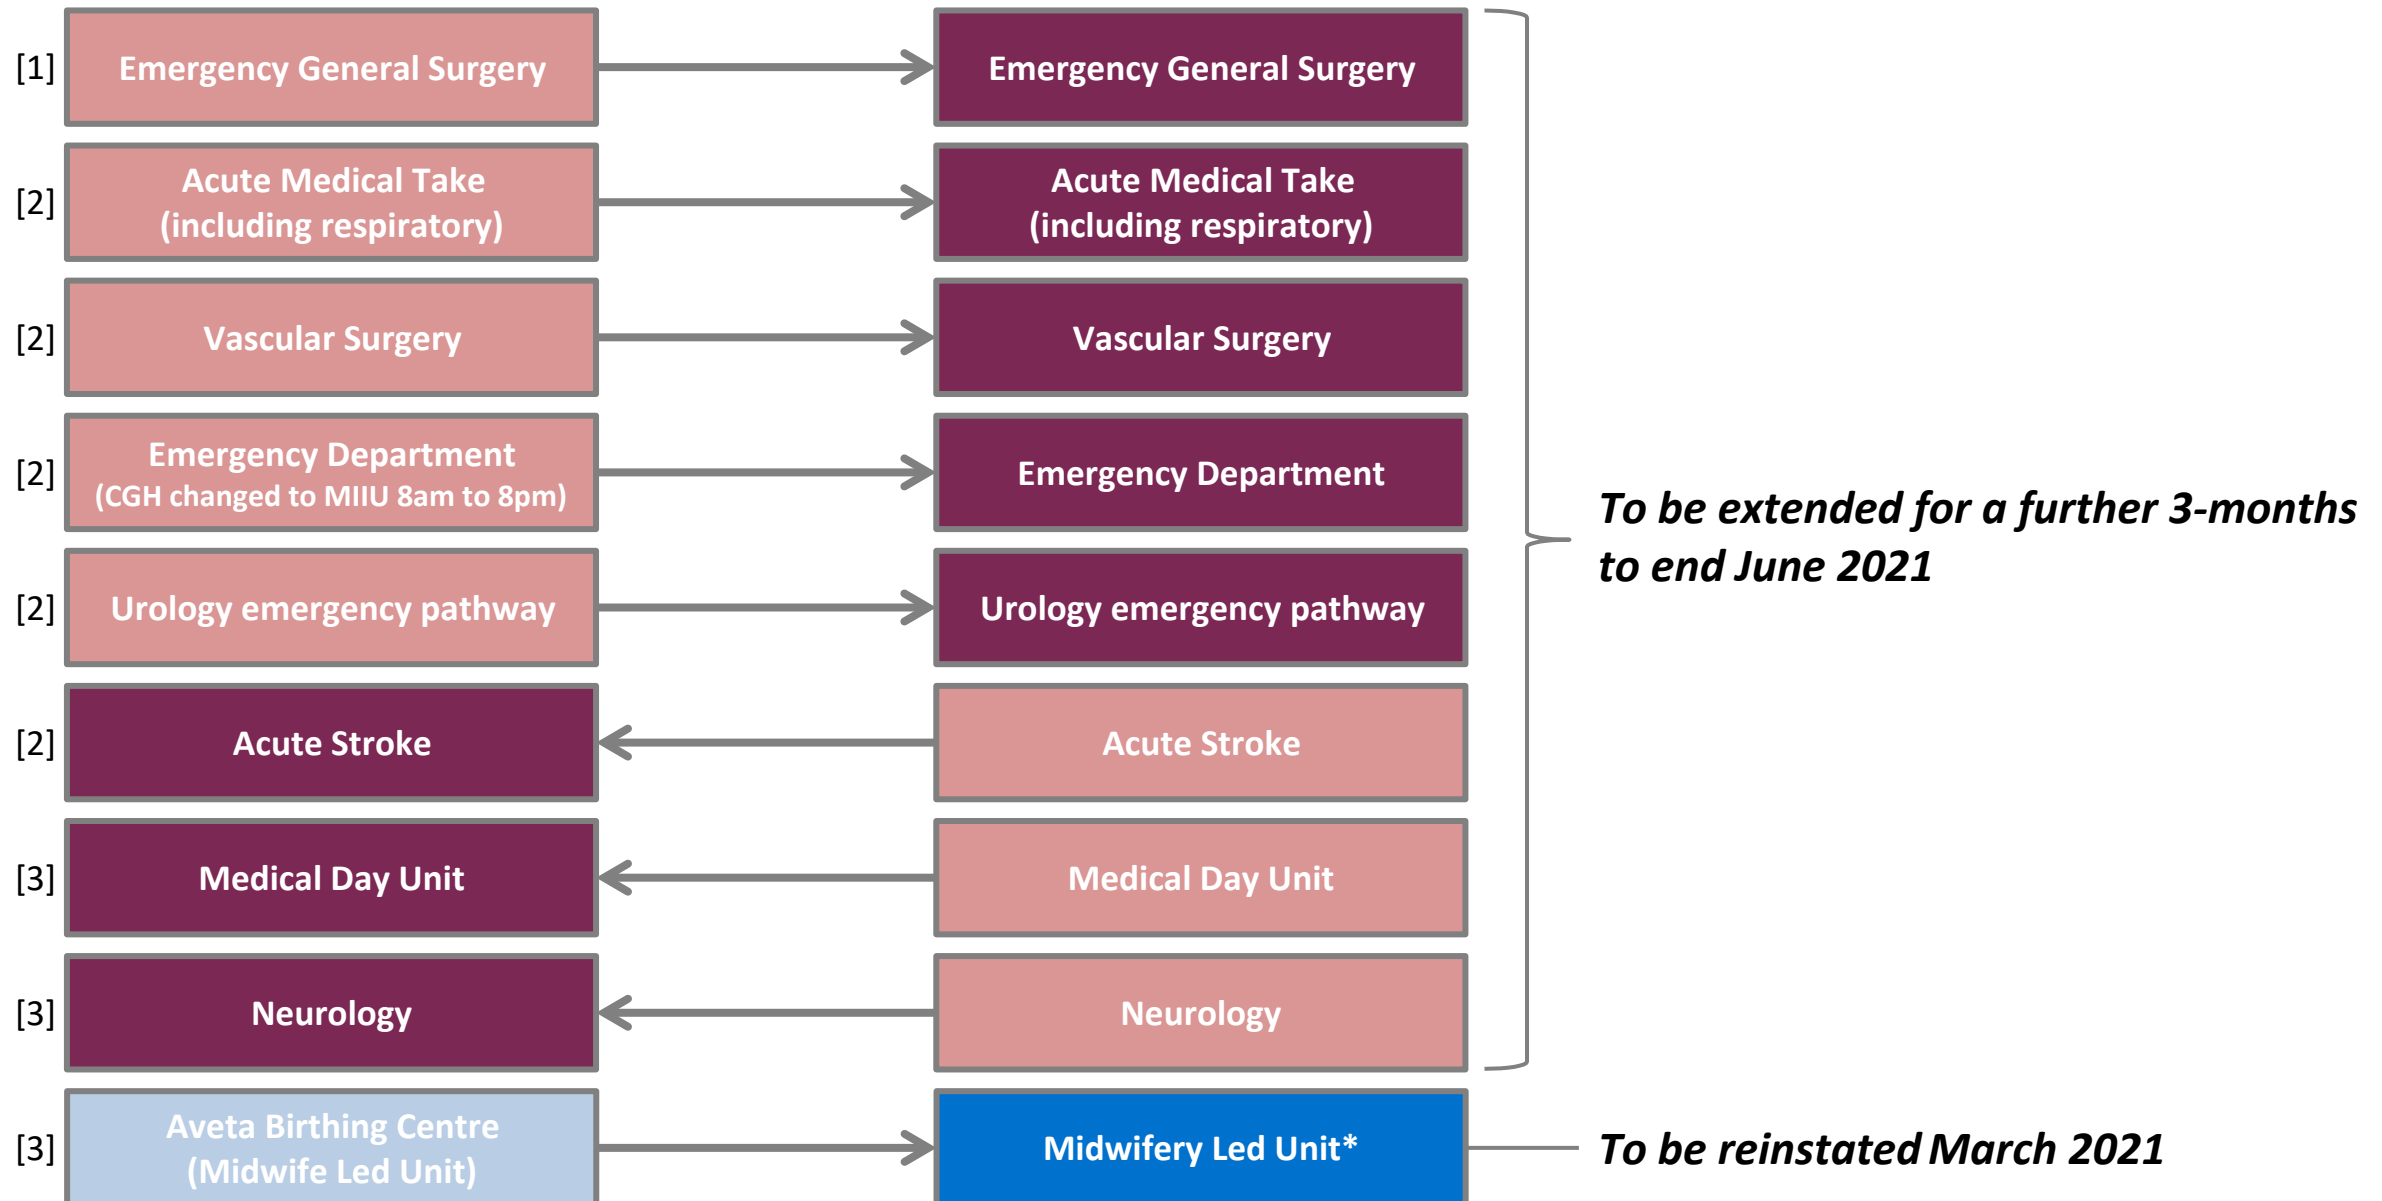 [1]
Emergency General Surgery
Emergency General Surgery
[2]
Acute Medical Take
(including respiratory)
Acute Medical Take
(including respiratory)
[2]
Vascular Surgery
Vascular Surgery
[2]
Emergency Department
(CGH changed to MIIU 8am to 8pm)
Emergency Department
[2]
Urology emergency pathway
Urology emergency pathway
To be extended for a further 3-months
to end June 2021
[2]
Acute Stroke
Acute Stroke
[3]
Medical Day Unit
Medical Day Unit
[3]
Neurology
Neurology
[3]
Aveta Birthing Centre
(Midwife Led Unit)
Midwifery Led Unit*
To be reinstated March 2021